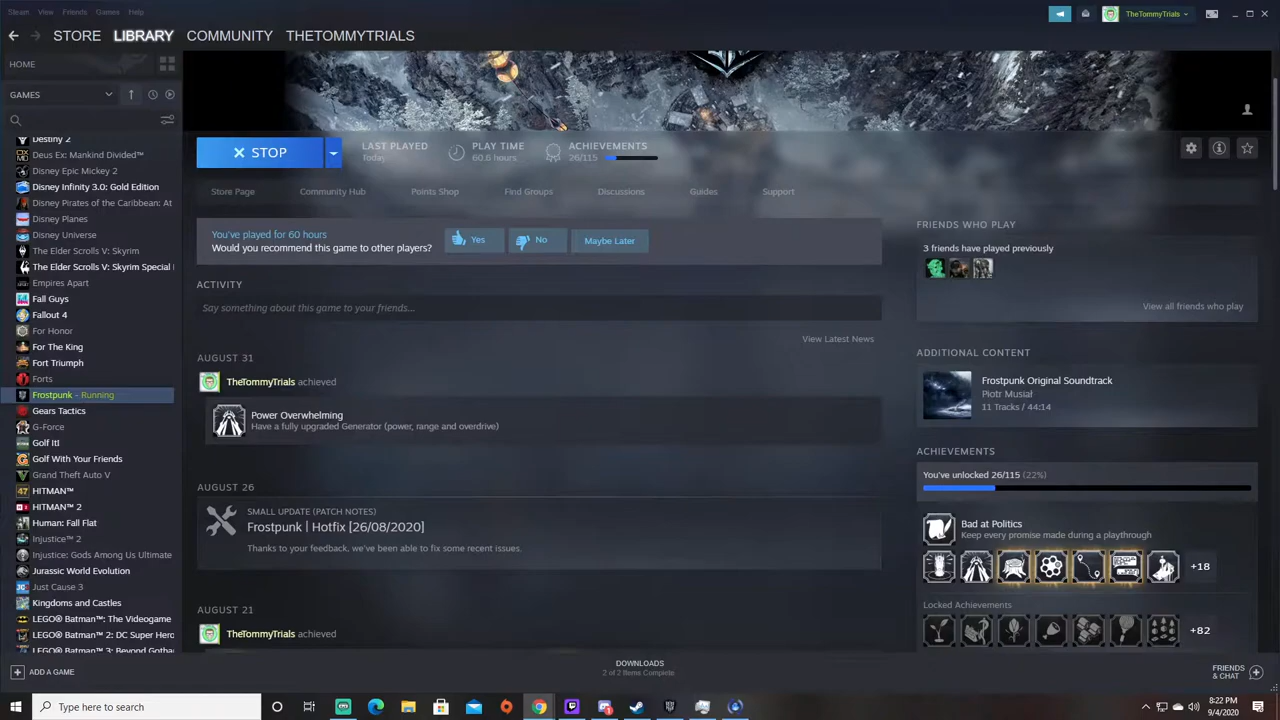 Steam View Friends Games Help
TheTommyTrials
STORE LIBRARY COMMUNITY THETOMMYTRIALS
HOME
GAMES
Destiny 2
Deus Ex: Mankind Divided™
Disney Epic Mickey 2
Disney Infinity 3.0: Gold Edition
Disney Pirates of the Caribbean: At
Disney Planes
Disney Universe
The Elder Scrolls V: Skyrim
The Elder Scrolls V: Skyrim Special
Empires Apart
Fall Guys
Fallout 4
For Honor
For The King
Fort Triumph
Forts
Frostpunk - Running
Gears Tactics
G-Force
Golf It!
Golf With Your Friends
Grand Theft Auto V
HITMAN™
HITMAN™ 2
Human: Fall Flat
Injustice™ 2
Injustice: Gods Among Us Ultimate
Jurassic World Evolution
Just Cause 3
Kingdoms and Castles
LEGO® Batman™: The Videogame
LEGO® Batman™ 2: DC Super Hero
LEGO® Batman™ 3: Beyond
STOP
LAST PLAYED
Today
PLAY TIME
60.6 hours
ACHIEVEMENTS
26/115
Store Page Community Hub Points Shop Find Groups Discussions Guides Support
You've played for 60 hours
Would you recommend this game to other players?
Yes No Maybe Later
ACTIVITY
Say something about this game to your friends...
View Latest News
AUGUST 31
TheTommyTrials achieved
Power Overwhelming
Have a fully upgraded Generator (power, range and overdrive)
AUGUST 26
SMALL UPDATE (PATCH NOTES)
Frostpunk | Hotfix [26/08/2020]
Thanks to your feedback, we've been able to fix some recent issues.
AUGUST 21
TheTommyTrials achieved
FRIENDS WHO PLAY
3 friends have played previously
View all friends who play
ADDITIONAL CONTENT
Frostpunk Original Soundtrack
Piotr Musiał
11 Tracks / 44:14
ACHIEVEMENTS
You've unlocked 26/115 (22%)
Bad at Politics
Keep every promise made during a playthrough
+18
Locked Achievements
+82
ADD A GAME
DOWNLOADS
2 of 2 Items Complete
FRIENDS
& CHAT
Type here to search
8:22 PM
9/4/2020